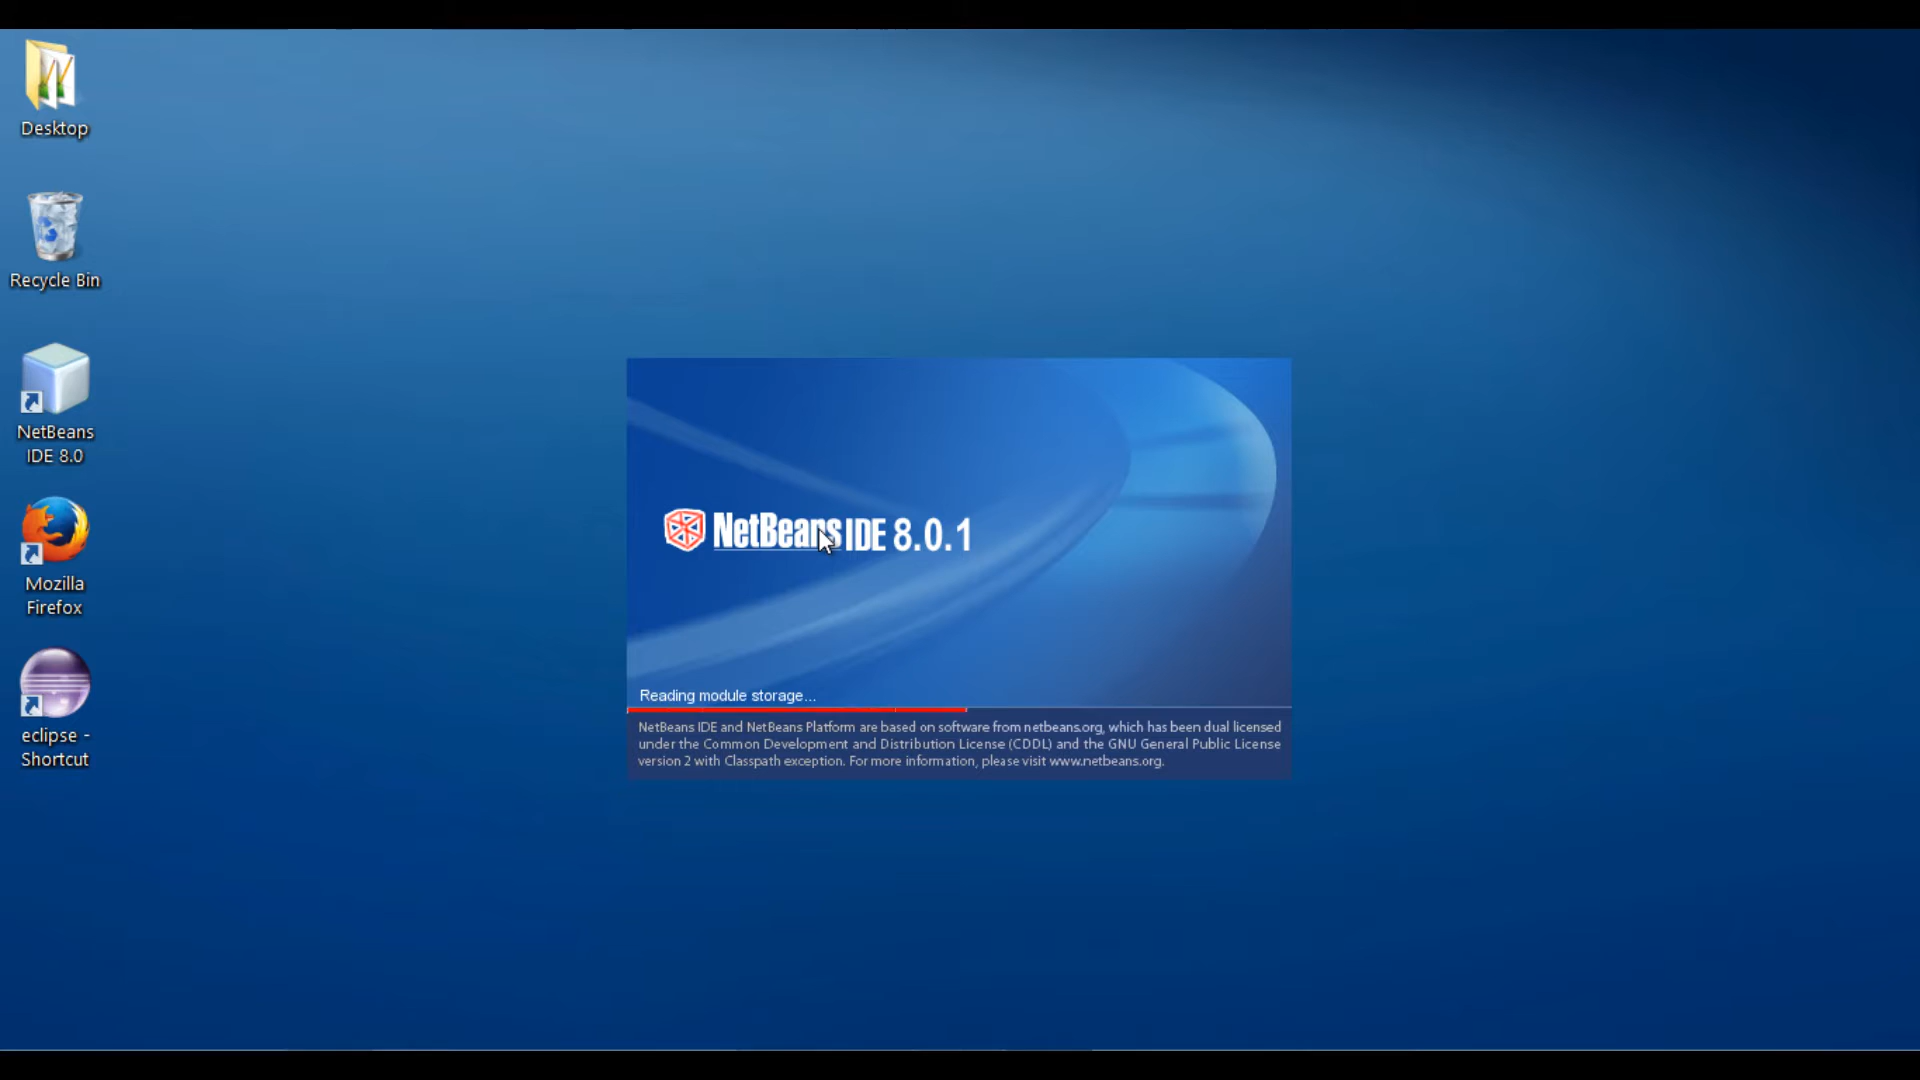 Desktop
Recycle Bin
NetBeans
IDE 8.0
Mozilla
Firefox
eclipse -
Shortcut
NetBeans IDE 8.0.1
Reading module storage...
NetBeans IDE and NetBeans Platform are based on software from netbeans.org, which has been dual licensed
under the Common Development and Distribution License (CDDL) and the GNU General Public License
version 2 with Classpath exception. For more information, please visit www.netbeans.org.